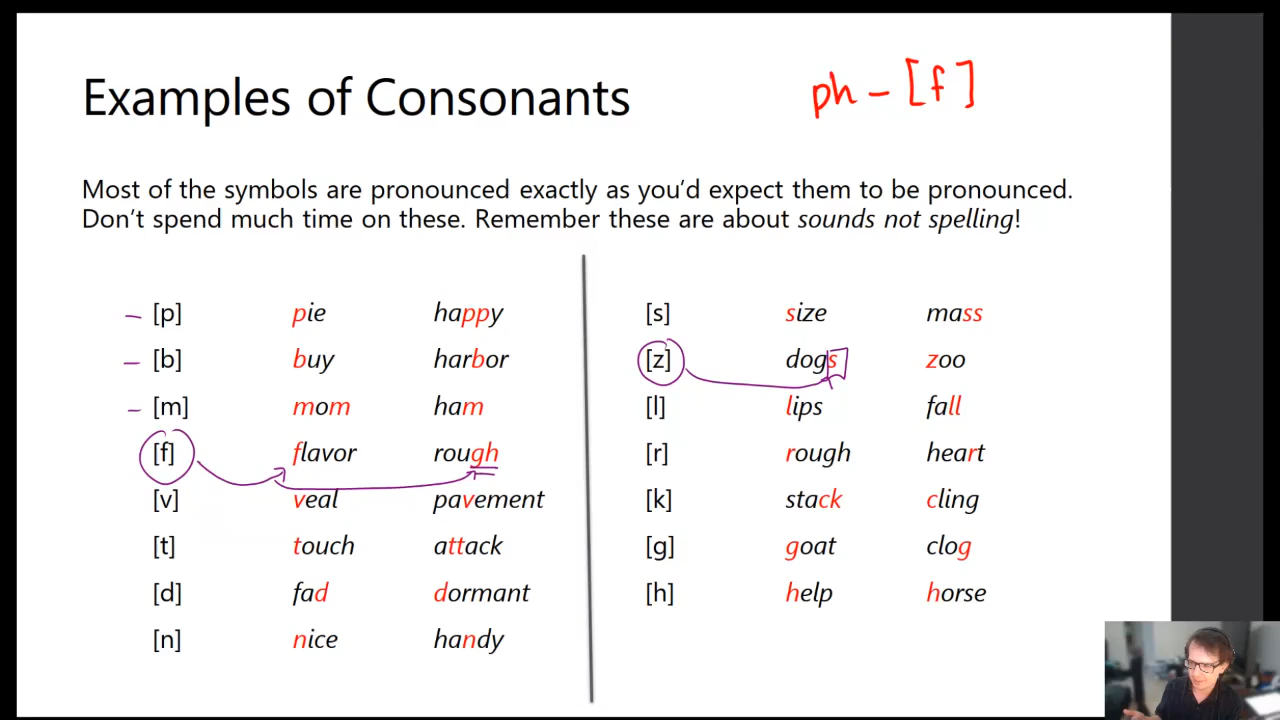 Examples of Consonants
ph - [f]
Most of the symbols are pronounced exactly as you'd expect them to be pronounced.
Don't spend much time on these. Remember these are about sounds not spelling!
[p] pie happy
[b] buy harbor
[m] mom ham
[f] flavor rough
[v] veal pavement
[t] touch attack
[d] fad dormant
[n] nice handy
[s] size mass
[z] dogs zoo
[l] lips fall
[r] rough heart
[k] stack cling
[g] goat clog
[h] help horse